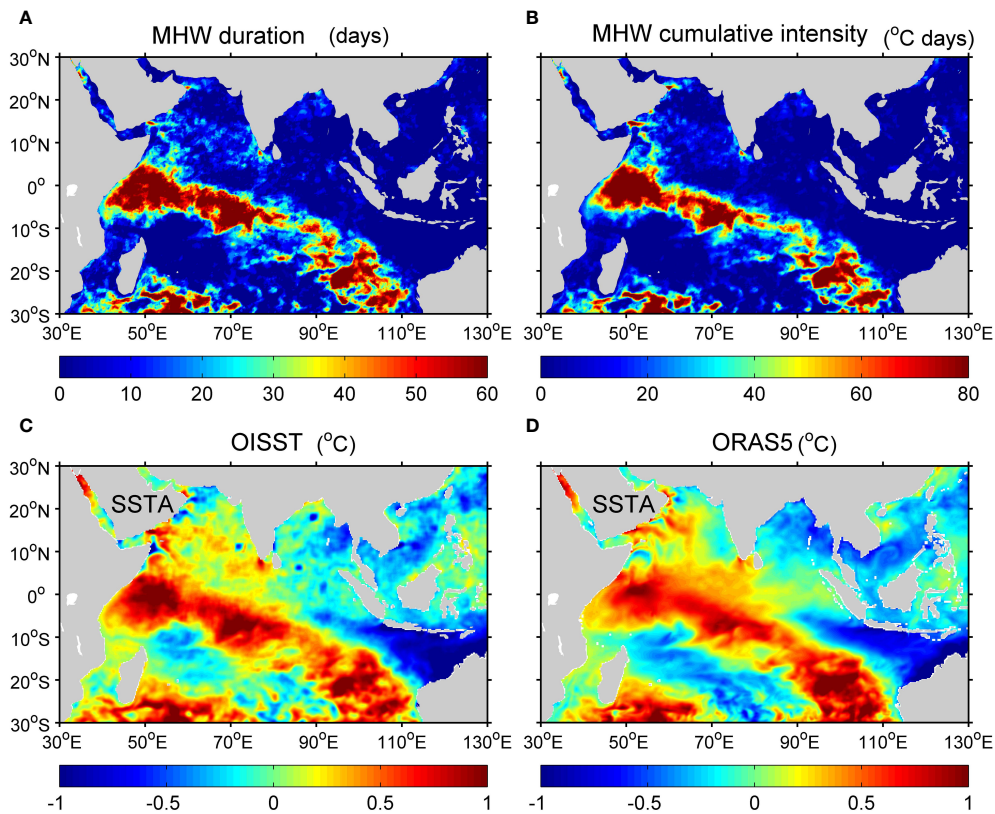 A
MHW duration (days)
30°N
20°N
10°N
0°
10°S
20°S
30°S
30°E 50°E 70°E 90°E 110°E 130°E
0 10 20 30 40 50 60
B
MHW cumulative intensity (°C days)
30°N
20°N
10°N
0°
10°S
20°S
30°S
30°E 50°E 70°E 90°E 110°E 130°E
0 20 40 60 80
C
OISST (°C)
30°N
SSTA
20°N
10°N
0°
10°S
20°S
30°S
30°E 50°E 70°E 90°E 110°E 130°E
-1 -0.5 0 0.5 1
D
ORAS5 (°C)
30°N
SSTA
20°N
10°N
0°
10°S
20°S
30°S
30°E 50°E 70°E 90°E 110°E 130°E
-1 -0.5 0 0.5 1